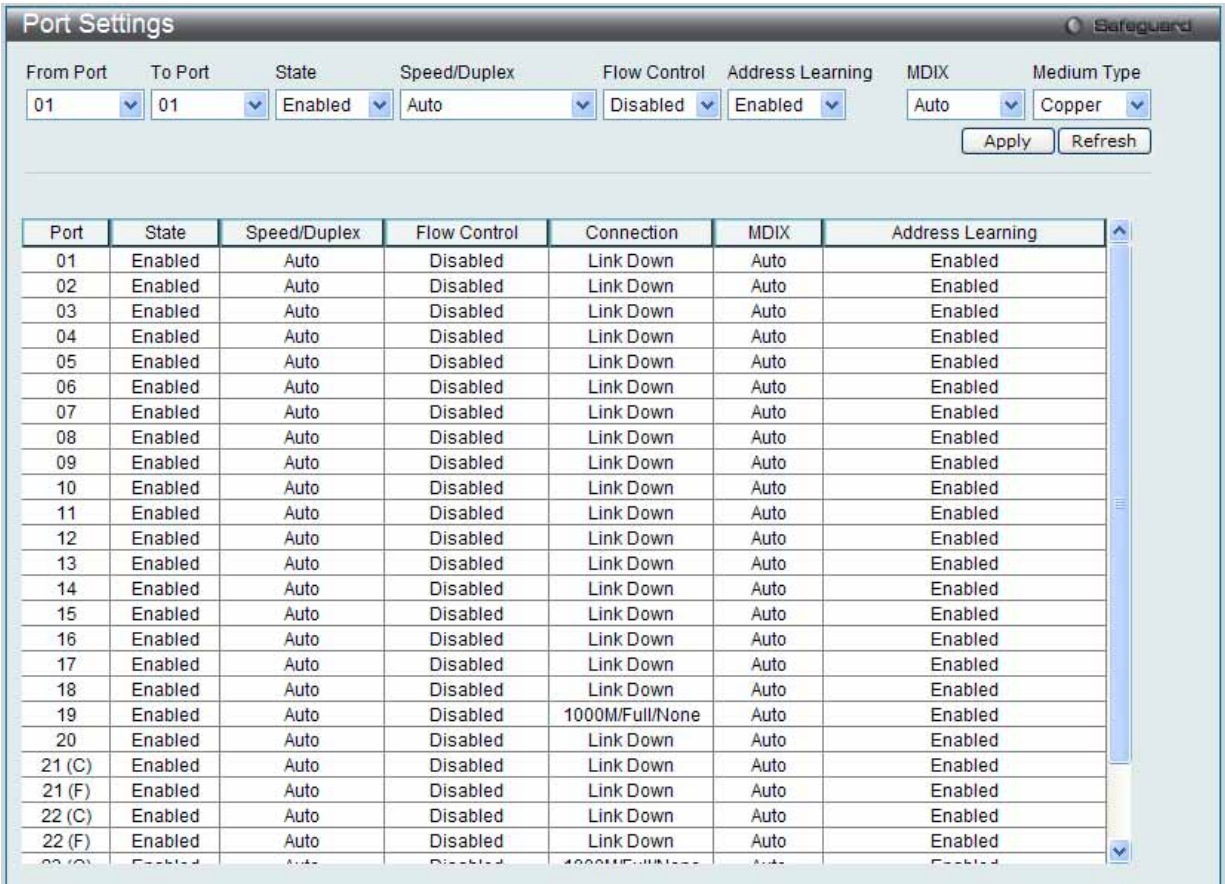 Port Settings Safeguard
From Port To Port State Speed/Duplex Flow Control Address Learning MDIX Medium Type
01 01 Enabled Auto Disabled Enabled Auto Copper
Apply Refresh
Port State Speed/Duplex Flow Control Connection MDIX Address Learning
01 Enabled Auto Disabled Link Down Auto Enabled
02 Enabled Auto Disabled Link Down Auto Enabled
03 Enabled Auto Disabled Link Down Auto Enabled
04 Enabled Auto Disabled Link Down Auto Enabled
05 Enabled Auto Disabled Link Down Auto Enabled
06 Enabled Auto Disabled Link Down Auto Enabled
07 Enabled Auto Disabled Link Down Auto Enabled
08 Enabled Auto Disabled Link Down Auto Enabled
09 Enabled Auto Disabled Link Down Auto Enabled
10 Enabled Auto Disabled Link Down Auto Enabled
11 Enabled Auto Disabled Link Down Auto Enabled
12 Enabled Auto Disabled Link Down Auto Enabled
13 Enabled Auto Disabled Link Down Auto Enabled
14 Enabled Auto Disabled Link Down Auto Enabled
15 Enabled Auto Disabled Link Down Auto Enabled
16 Enabled Auto Disabled Link Down Auto Enabled
17 Enabled Auto Disabled Link Down Auto Enabled
18 Enabled Auto Disabled Link Down Auto Enabled
19 Enabled Auto Disabled 1000M/Full/None Auto Enabled
20 Enabled Auto Disabled Link Down Auto Enabled
21 (C) Enabled Auto Disabled Link Down Auto Enabled
21 (F) Enabled Auto Disabled Link Down Auto Enabled
22 (C) Enabled Auto Disabled Link Down Auto Enabled
22 (F) Enabled Auto Disabled Link Down Auto Enabled